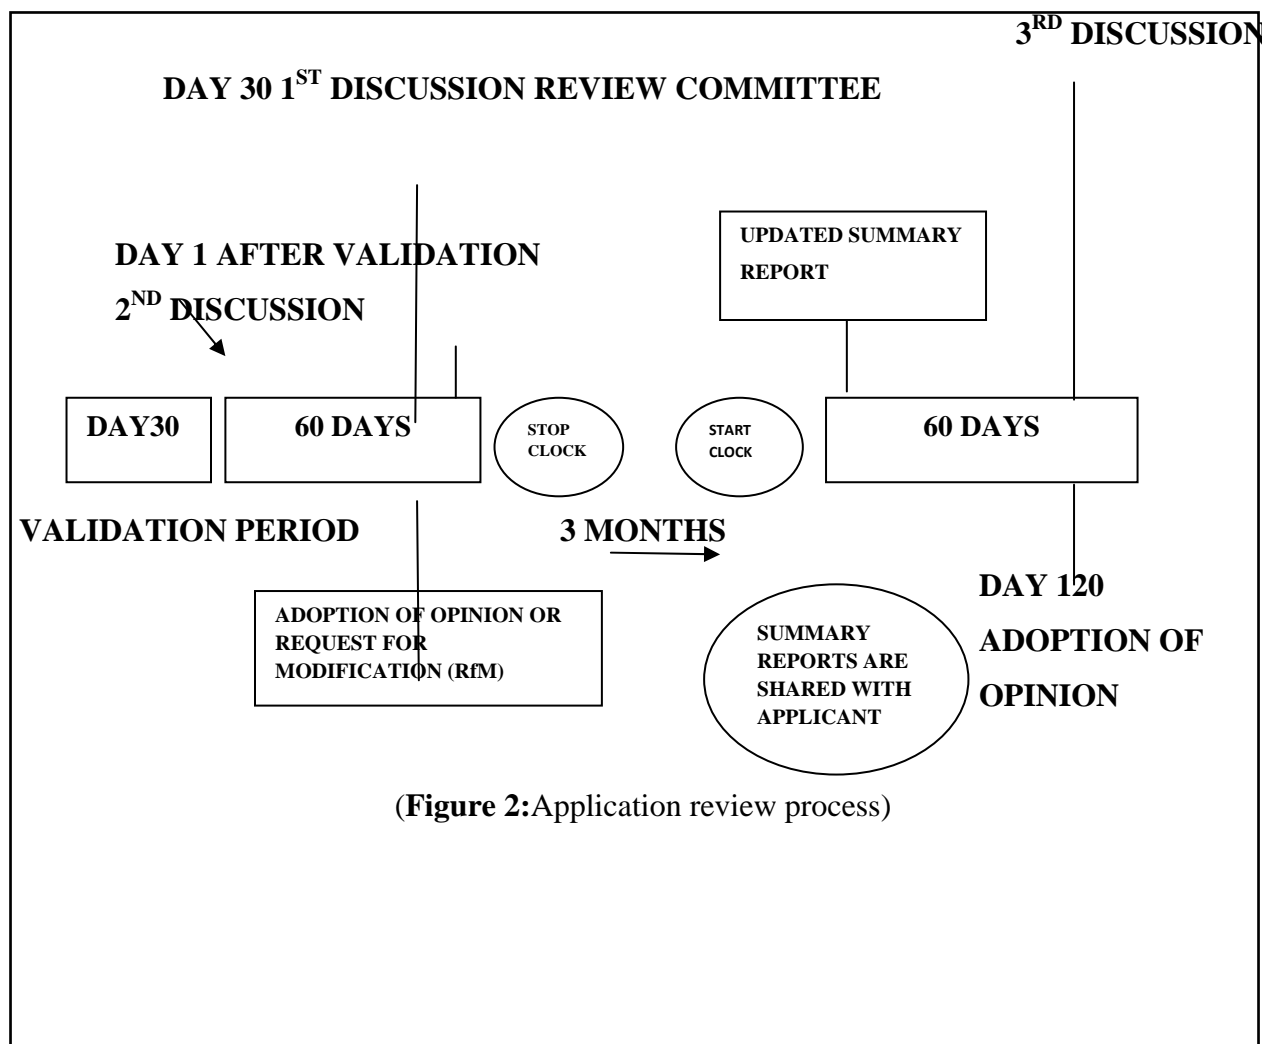 3RD DISCUSSION
DAY 30 1ST DISCUSSION REVIEW COMMITTEE
DAY 1 AFTER VALIDATION
2ND DISCUSSION
UPDATED SUMMARY
REPORT
DAY30
60 DAYS
STOP
CLOCK
START
CLOCK
60 DAYS
VALIDATION PERIOD
3 MONTHS
ADOPTION OF OPINION OR
REQUEST FOR
MODIFICATION (RfM)
SUMMARY
REPORTS ARE
SHARED WITH
APPLICANT
DAY 120
ADOPTION OF
OPINION
(Figure 2:Application review process)